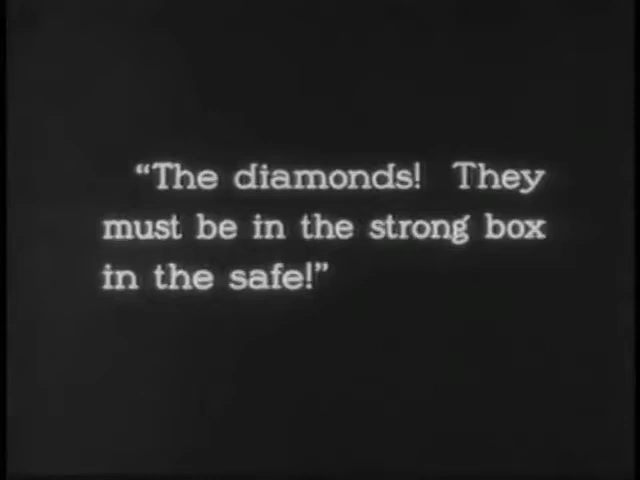 “The diamonds! They
must be in the strong box
in the safe!”